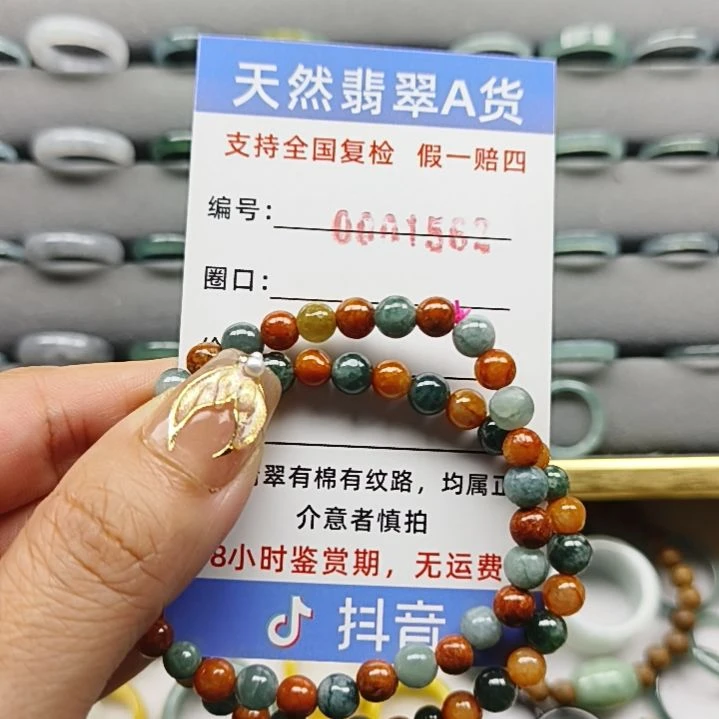 天然翡翠A货
支持全国复检 假一赔四
编号: 0001562
圈口:
翠有棉有纹路，均属正
介意者慎拍
8小时鉴赏期，无运费
抖音